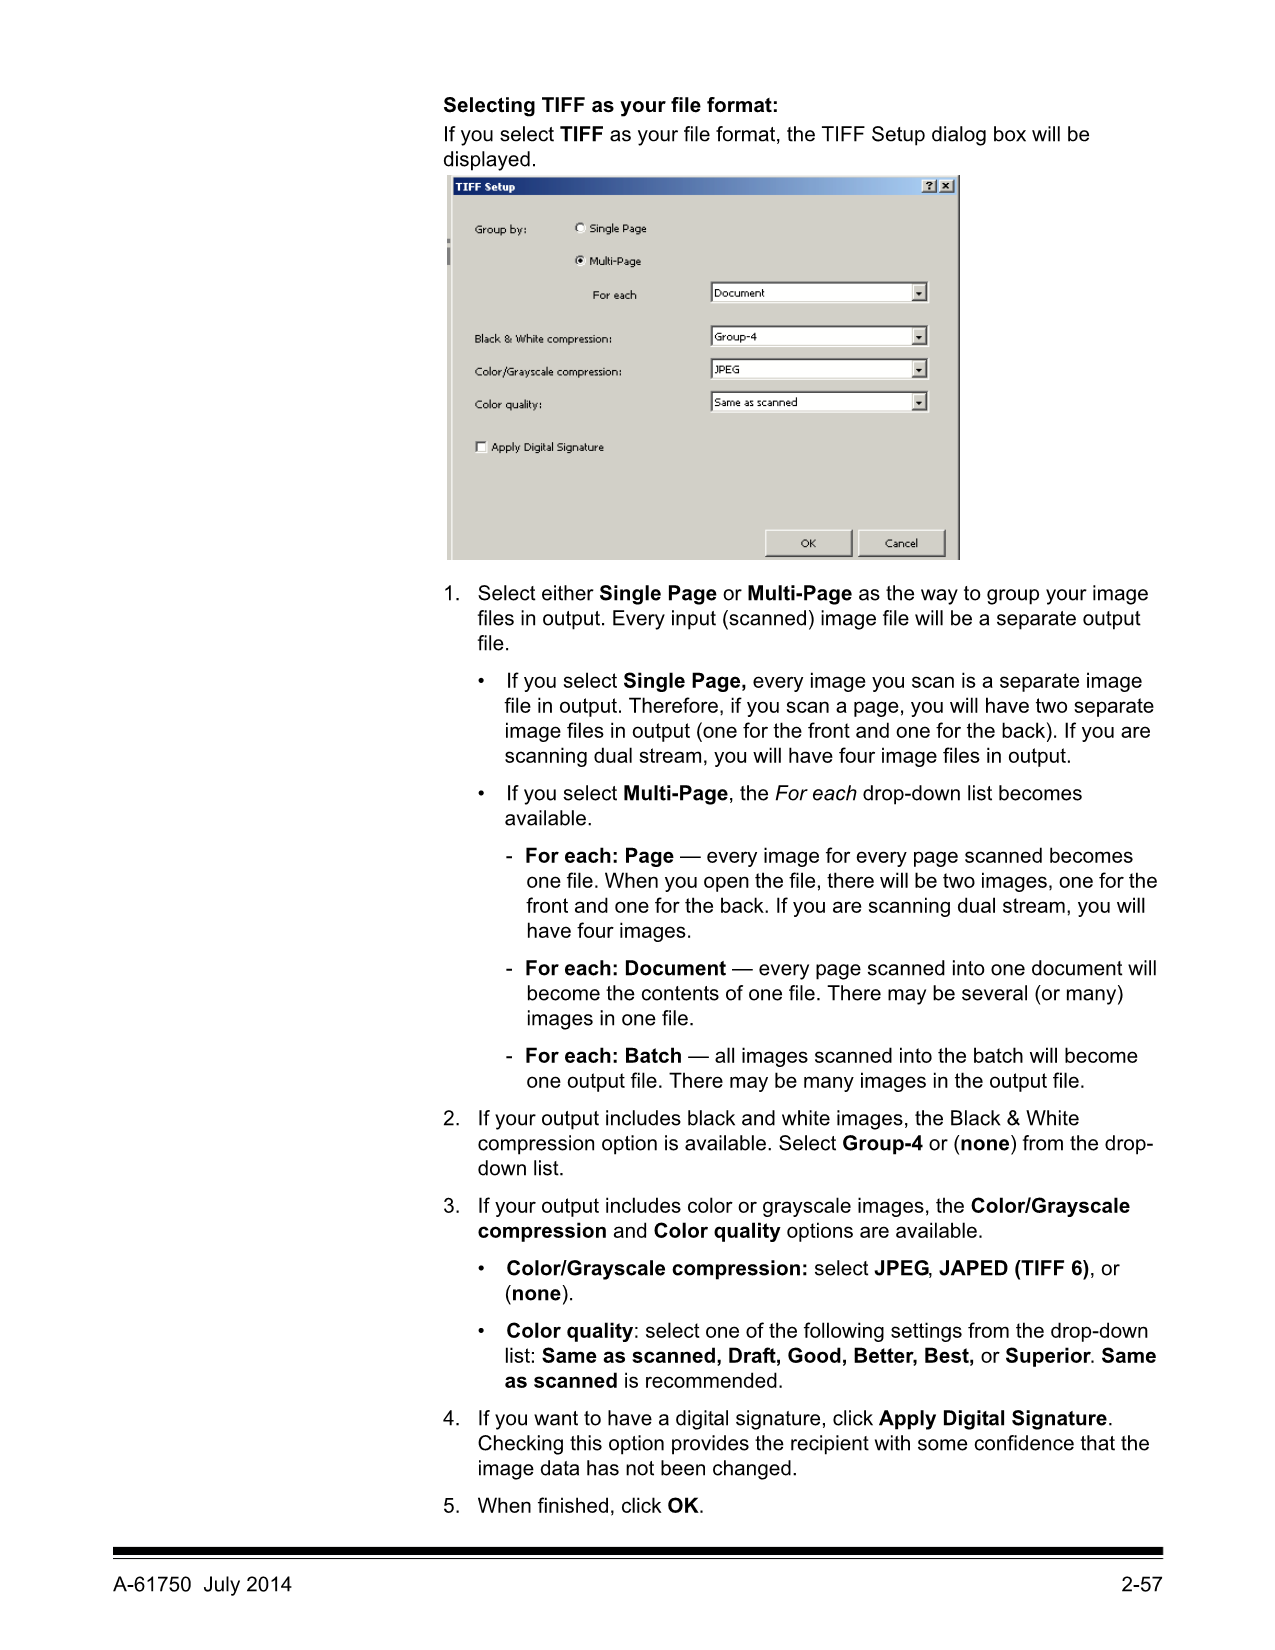 Selecting TIFF as your file format:
If you select TIFF as your file format, the TIFF Setup dialog box will be
displayed.
TIFF Setup
Group by:
Single Page
Multi-Page
For each
Document
Black & White compression:
Group-4
Color/Grayscale compression:
JPEG
Color quality:
Same as scanned
Apply Digital Signature
OK
Cancel
1. Select either Single Page or Multi-Page as the way to group your image
files in output. Every input (scanned) image file will be a separate output
file.
• If you select Single Page, every image you scan is a separate image
file in output. Therefore, if you scan a page, you will have two separate
image files in output (one for the front and one for the back). If you are
scanning dual stream, you will have four image files in output.
• If you select Multi-Page, the For each drop-down list becomes
available.
- For each: Page — every image for every page scanned becomes
one file. When you open the file, there will be two images, one for the
front and one for the back. If you are scanning dual stream, you will
have four images.
- For each: Document — every page scanned into one document will
become the contents of one file. There may be several (or many)
images in one file.
- For each: Batch — all images scanned into the batch will become
one output file. There may be many images in the output file.
2. If your output includes black and white images, the Black & White
compression option is available. Select Group-4 or (none) from the drop-
down list.
3. If your output includes color or grayscale images, the Color/Grayscale
compression and Color quality options are available.
• Color/Grayscale compression: select JPEG, JAPED (TIFF 6), or
(none).
• Color quality: select one of the following settings from the drop-down
list: Same as scanned, Draft, Good, Better, Best, or Superior. Same
as scanned is recommended.
4. If you want to have a digital signature, click Apply Digital Signature.
Checking this option provides the recipient with some confidence that the
image data has not been changed.
5. When finished, click OK.
A-61750 July 2014
2-57